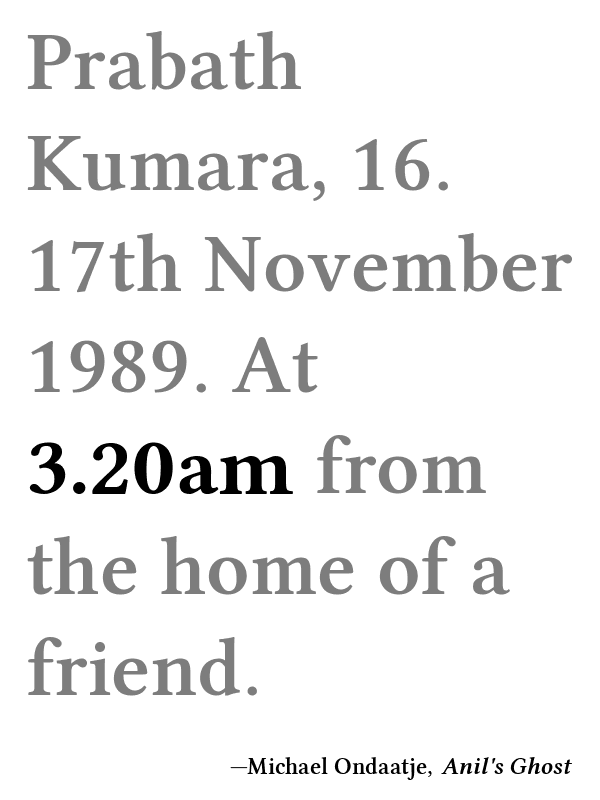 Prabath
Kumara, 16.
17th November
1989. At
3.20am from
the home of a
friend.
—Michael Ondaatje, Anil's Ghost